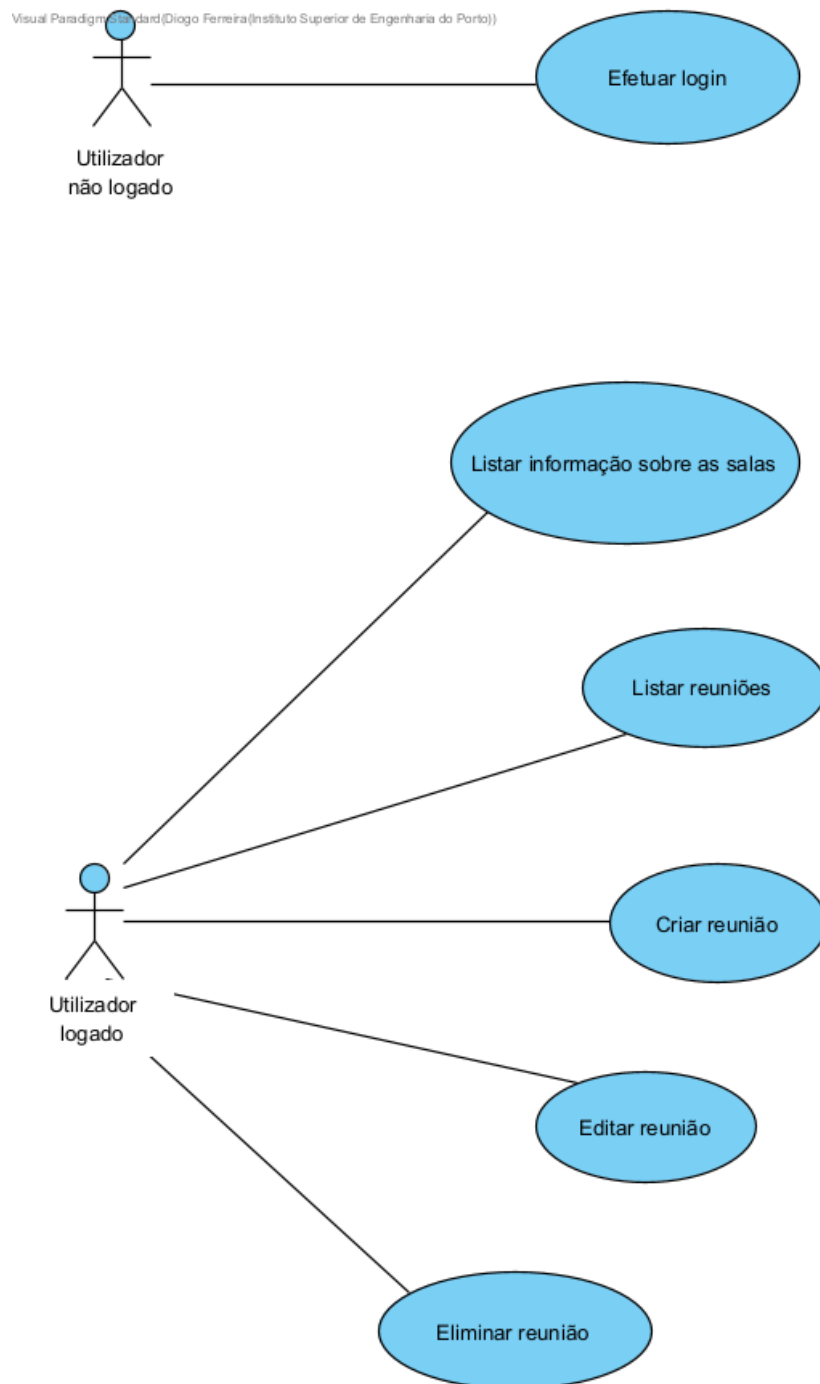 Visual Paradigm Standard(Diogo Ferreira(Instituto Superior de Engenharia do Porto))
Efetuar login
Utilizador
não logado
Listar informação sobre as salas
Listar reuniões
Criar reunião
Utilizador
logado
Editar reunião
Eliminar reunião